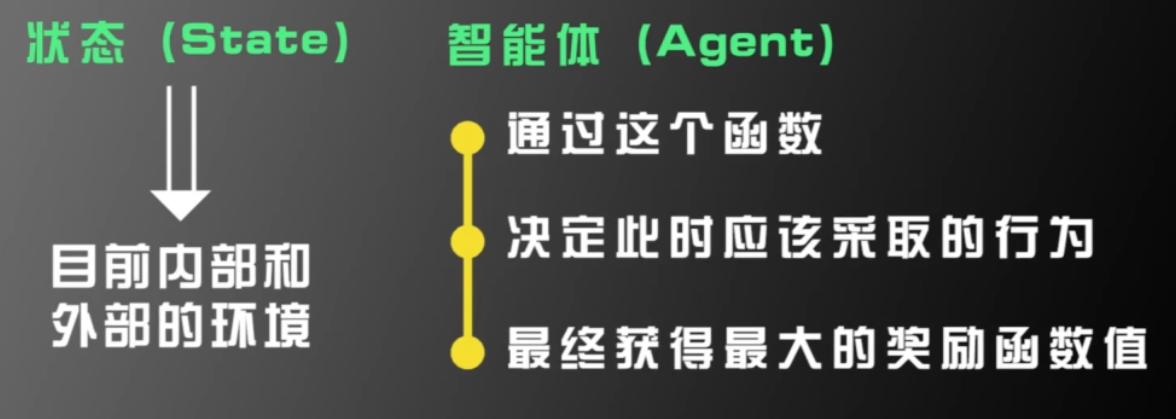 状态（State）
目前内部和
外部的环境
智能体（Agent）
通过这个函数
决定此时应该采取的行为
最终获得最大的奖励函数值